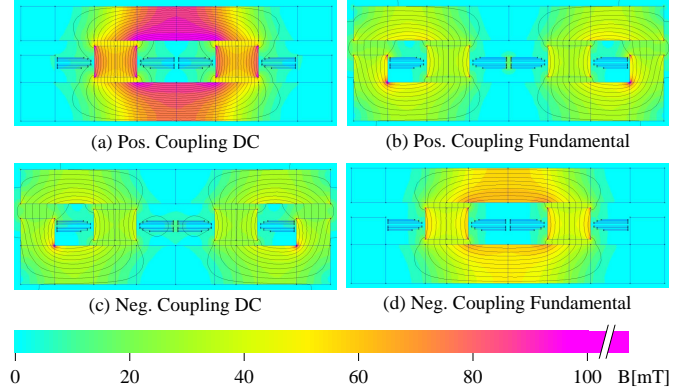 (a) Pos. Coupling DC
(b) Pos. Coupling Fundamental
(c) Neg. Coupling DC
(d) Neg. Coupling Fundamental
0 20 40 60 80 100 B[mT]